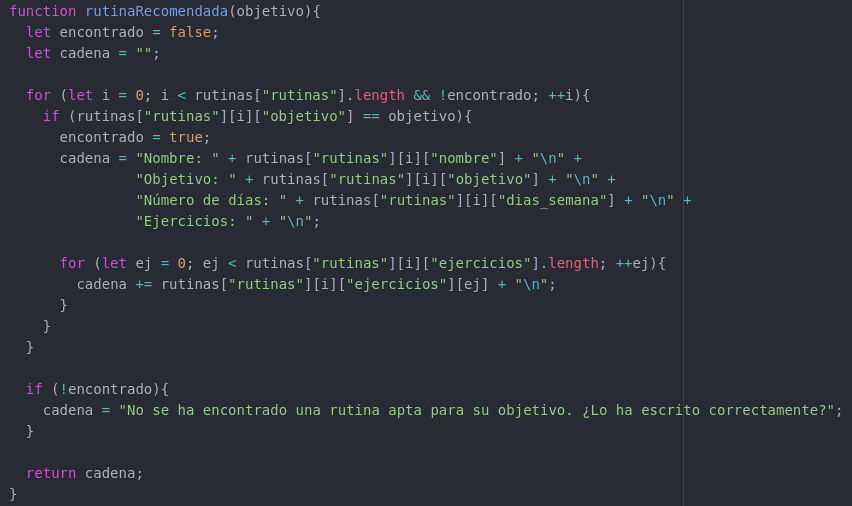 function rutinaRecomendada(objetivo){
  let encontrado = false;
  let cadena = "";

  for (let i = 0; i < rutinas["rutinas"].length && !encontrado; ++i){
    if (rutinas["rutinas"][i]["objetivo"] == objetivo){
      encontrado = true;
      cadena = "Nombre: " + rutinas["rutinas"][i]["nombre"] + "\n" +
               "Objetivo: " + rutinas["rutinas"][i]["objetivo"] + "\n" +
               "Número de días: " + rutinas["rutinas"][i]["dias_semana"] + "\n" +
               "Ejercicios: " + "\n";

      for (let ej = 0; ej < rutinas["rutinas"][i]["ejercicios"].length; ++ej){
        cadena += rutinas["rutinas"][i]["ejercicios"][ej] + "\n";
      }
    }
  }

  if (!encontrado){
    cadena = "No se ha encontrado una rutina apta para su objetivo. ¿Lo ha escrito correctamente?";
  }

  return cadena;
}